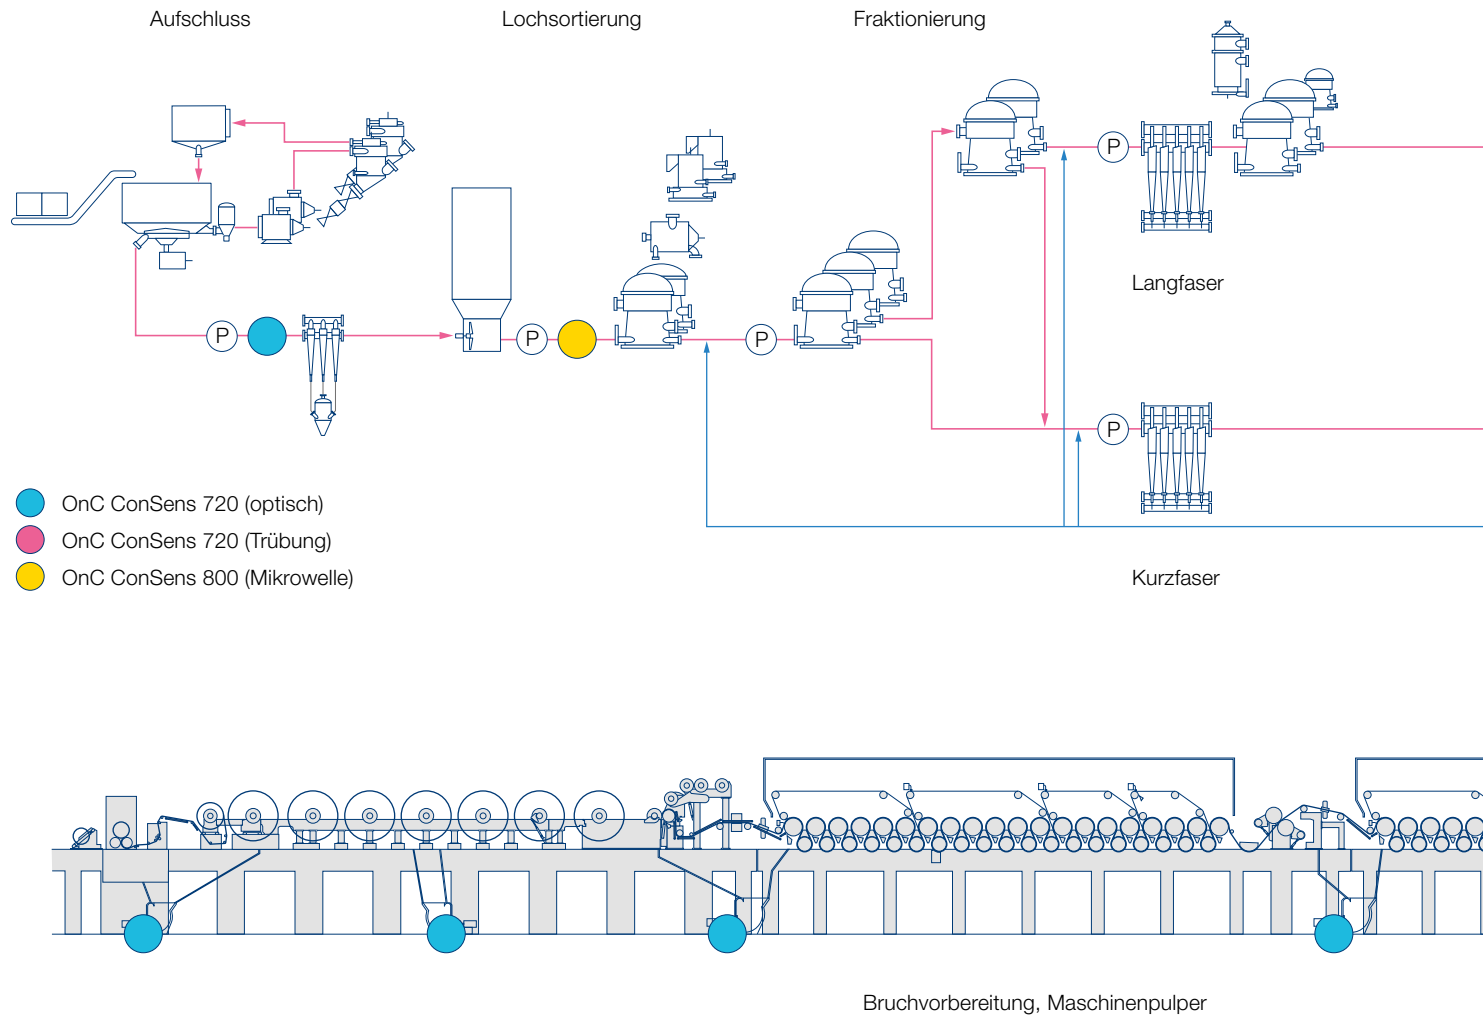 Aufschluss
Lochsortierung
Fraktionierung
P
Langfaser
P
P
P
P
OnC ConSens 720 (optisch)
OnC ConSens 720 (Trübung)
OnC ConSens 800 (Mikrowelle)
Kurzfaser
Bruchvorbereitung, Maschinenpulper